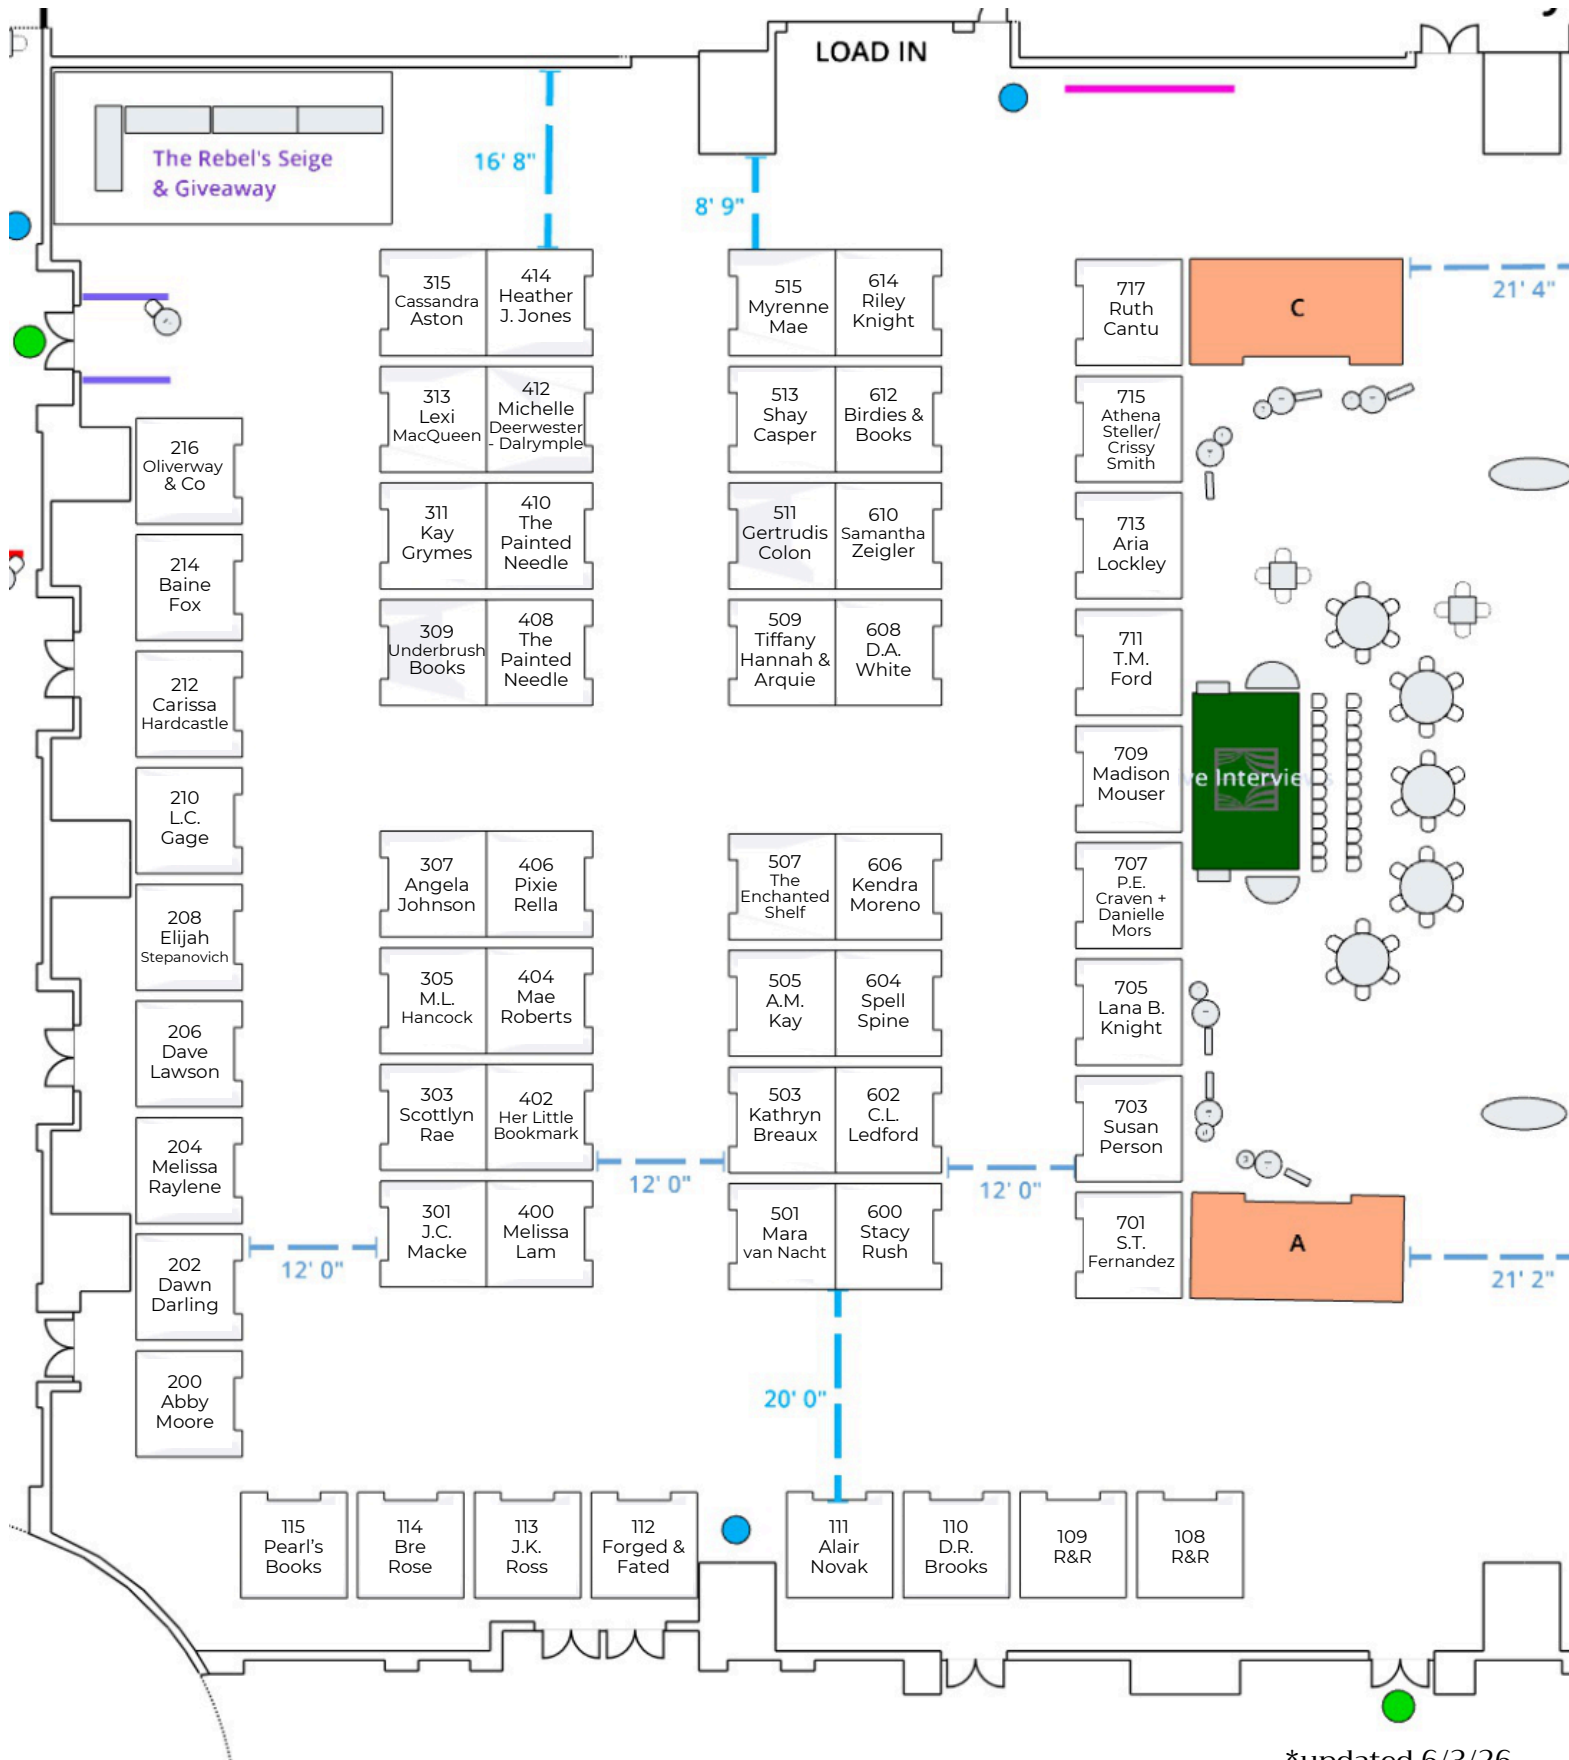 LOAD IN
The Rebel's Seige
& Giveaway
16' 8"
8' 9"
21' 4"
315
Cassandra
Aston
414
Heather
J. Jones
515
Myrenne
Mae
614
Riley
Knight
717
Ruth
Cantu
C
313
Lexi
MacQueen
412
Michelle
Deerwester
- Dalrymple
513
Shay
Casper
612
Birdies &
Books
715
Athena
Steller/
Crissy
Smith
216
Oliverway
& Co
311
Kay
Grymes
410
The
Painted
Needle
511
Gertrudis
Colon
610
Samantha
Zeigler
713
Aria
Lockley
214
Baine
Fox
309
Underbrush
Books
408
The
Painted
Needle
509
Tiffany
Hannah &
Arquie
608
D.A.
White
711
T.M.
Ford
212
Carissa
Hardcastle
709
Madison
Mouser
ive Interviews
210
L.C.
Gage
307
Angela
Johnson
406
Pixie
Rella
507
The
Enchanted
Shelf
606
Kendra
Moreno
707
P.E.
Craven +
Danielle
Mors
208
Elijah
Stepanovich
305
M.L.
Hancock
404
Mae
Roberts
505
A.M.
Kay
604
Spell
Spine
705
Lana B.
Knight
206
Dave
Lawson
303
Scottlyn
Rae
402
Her Little
Bookmark
503
Kathryn
Breaux
602
C.L.
Ledford
703
Susan
Person
12' 0"
12' 0"
204
Melissa
Raylene
301
J.C.
Macke
400
Melissa
Lam
501
Mara
van Nacht
600
Stacy
Rush
701
S.T.
Fernandez
A
12' 0"
21' 2"
202
Dawn
Darling
200
Abby
Moore
20' 0"
115
Pearl's
Books
114
Bre
Rose
113
J.K.
Ross
112
Forged &
Fated
111
Alair
Novak
110
D.R.
Brooks
109
R&R
108
R&R
*updated 6/3/26